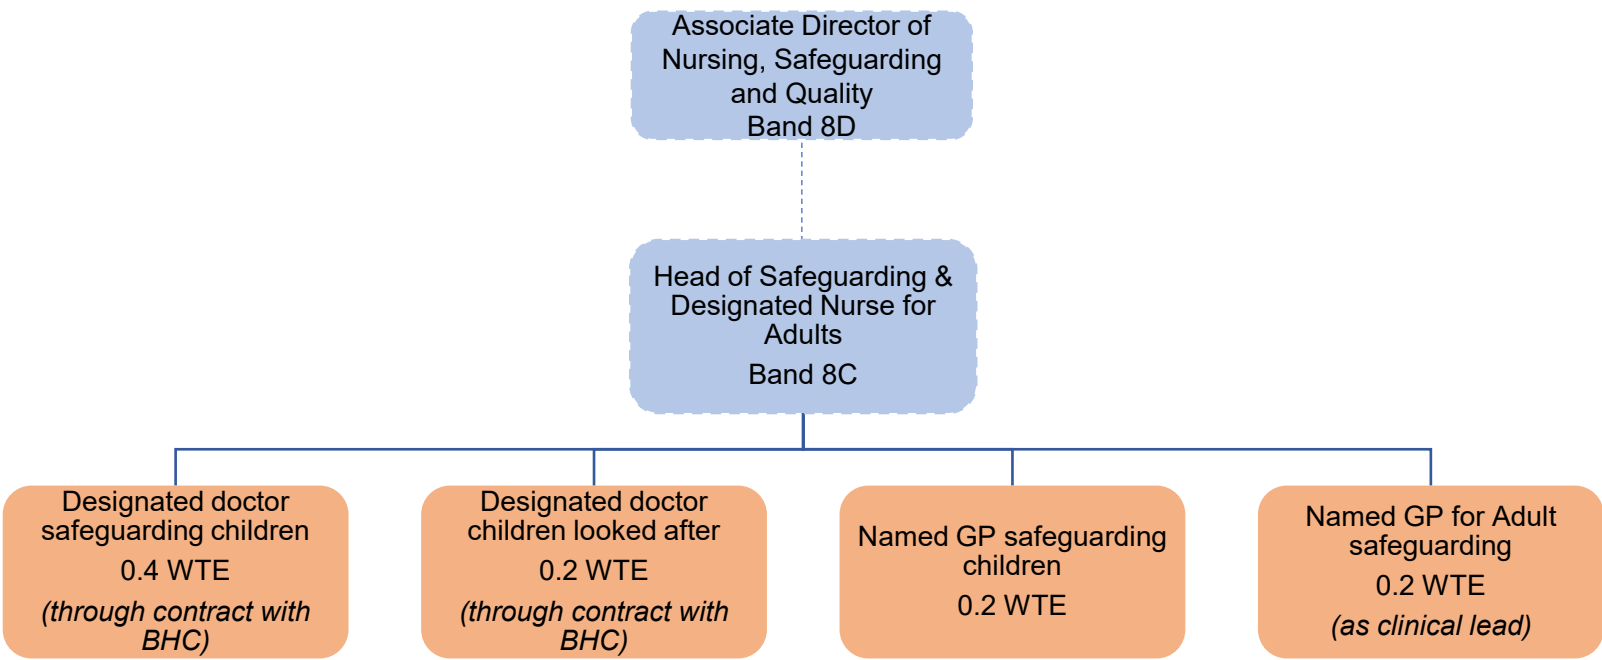 Associate Director of
Nursing, Safeguarding
and Quality
Band 8D
Head of Safeguarding &
Designated Nurse for
Adults
Band 8C
Designated doctor
safeguarding children
0.4 WTE
(through contract with
BHC)
Designated doctor
children looked after
0.2 WTE
(through contract with
BHC)
Named GP safeguarding
children
0.2 WTE
Named GP for Adult
safeguarding
0.2 WTE
(as clinical lead)